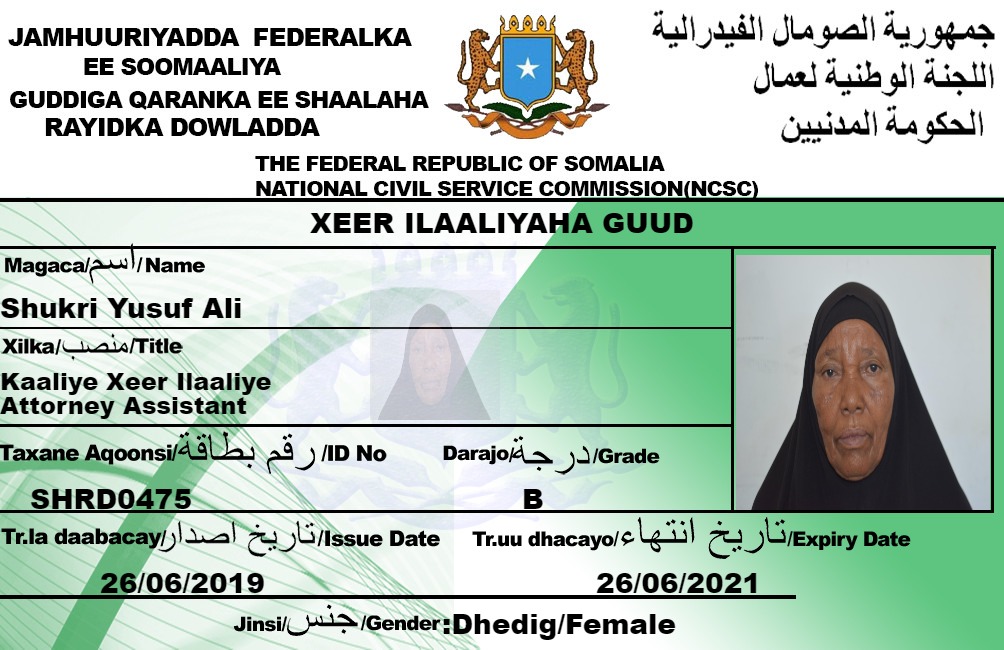 JAMHUURIYADDA FEDERALKA
EE SOOMAALIYA
GUDDIGA QARANKA EE SHAALAHA
RAYIDKA DOWLADDA
جمهورية الصومال الفيدرالية
اللجنة الوطنية لعمال
الحكومة المدنيين
THE FEDERAL REPUBLIC OF SOMALIA
NATIONAL CIVIL SERVICE COMMISSION(NCSC)
XEER ILAALIYAHA GUUD
Magaca/اسم/Name
Shukri Yusuf Ali
Xilka/منصب/Title
Kaaliye Xeer Ilaaliye
Attorney Assistant
Taxane Aqoonsi/رقم بطاقة/ID No
Darajo/درجة/Grade
SHRD0475
B
Tr.la daabacay/تاريخ اصدار/Issue Date
Tr.uu dhacayo/تاريخ انتهاء/Expiry Date
26/06/2019
26/06/2021
Jinsi/جنس/Gender:Dhedig/Female